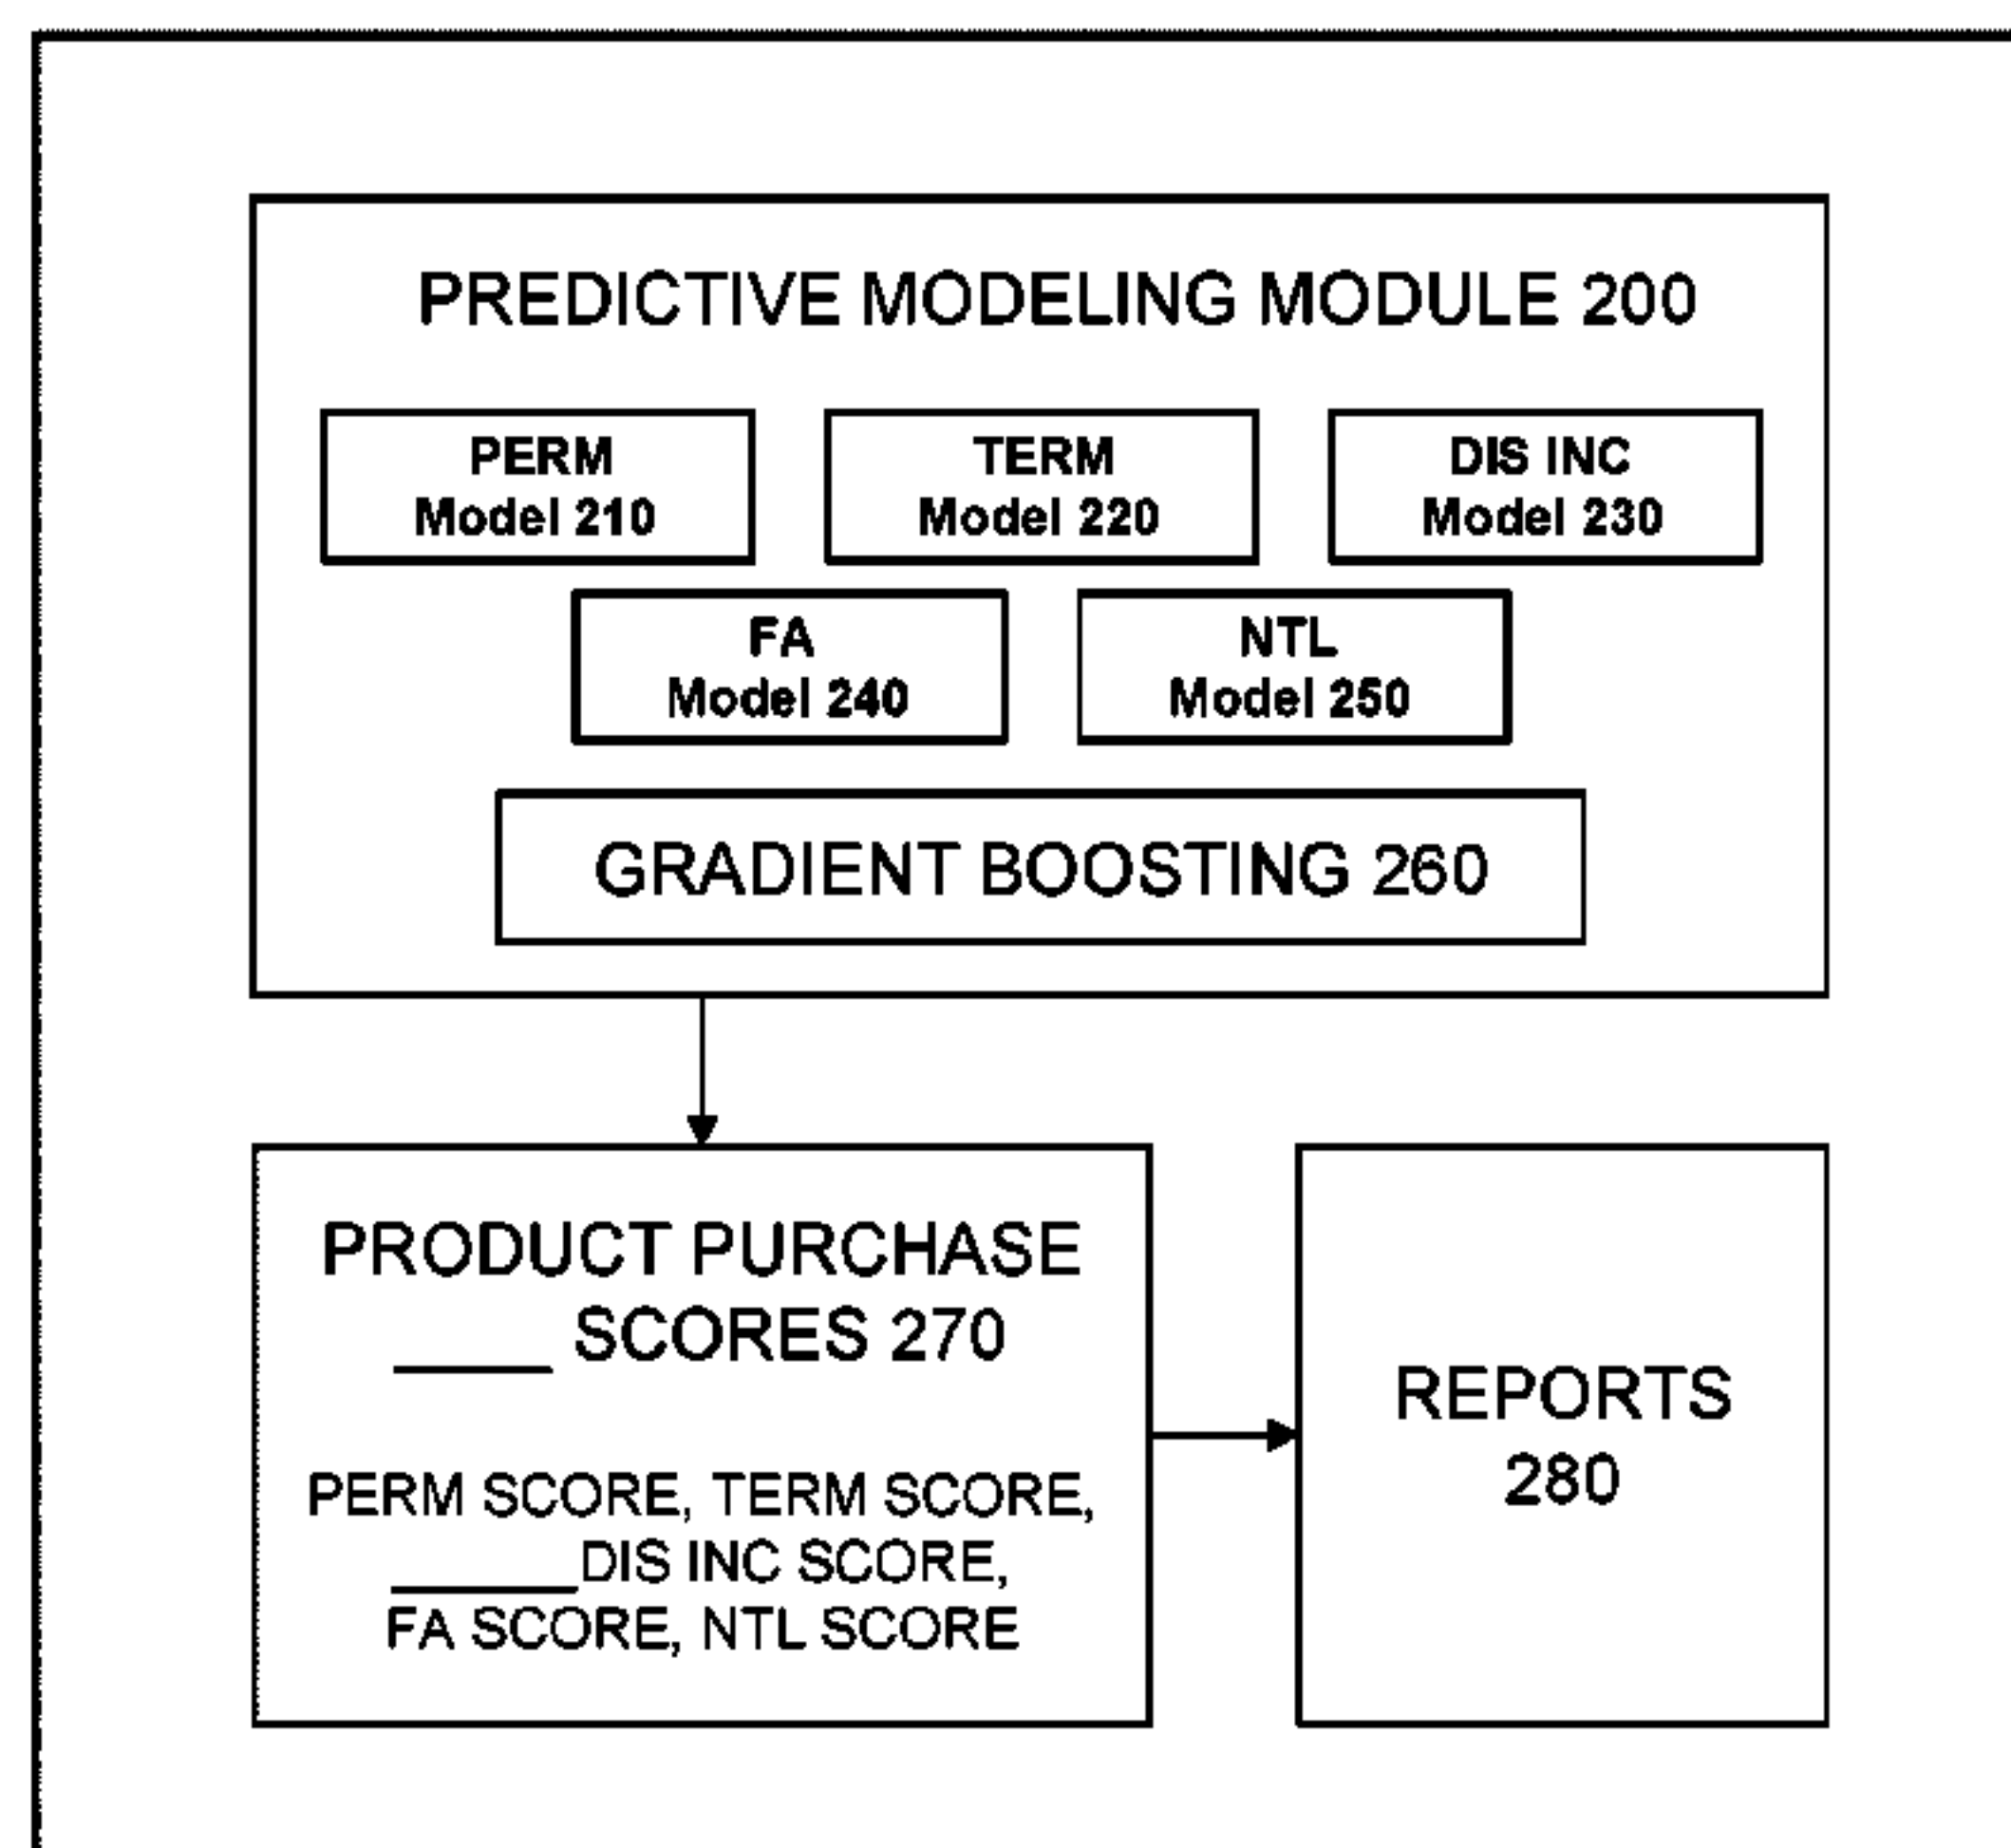 PREDICTIVE MODELING MODULE 200
PERM
Model 210
TERM
Model 220
DIS INC
Model 230
FA
Model 240
NTL
Model 250
GRADIENT BOOSTING 260
PRODUCT PURCHASE
____ SCORES 270
PERM SCORE, TERM SCORE,
_____DIS INC SCORE,
FA SCORE, NTL SCORE
REPORTS
280